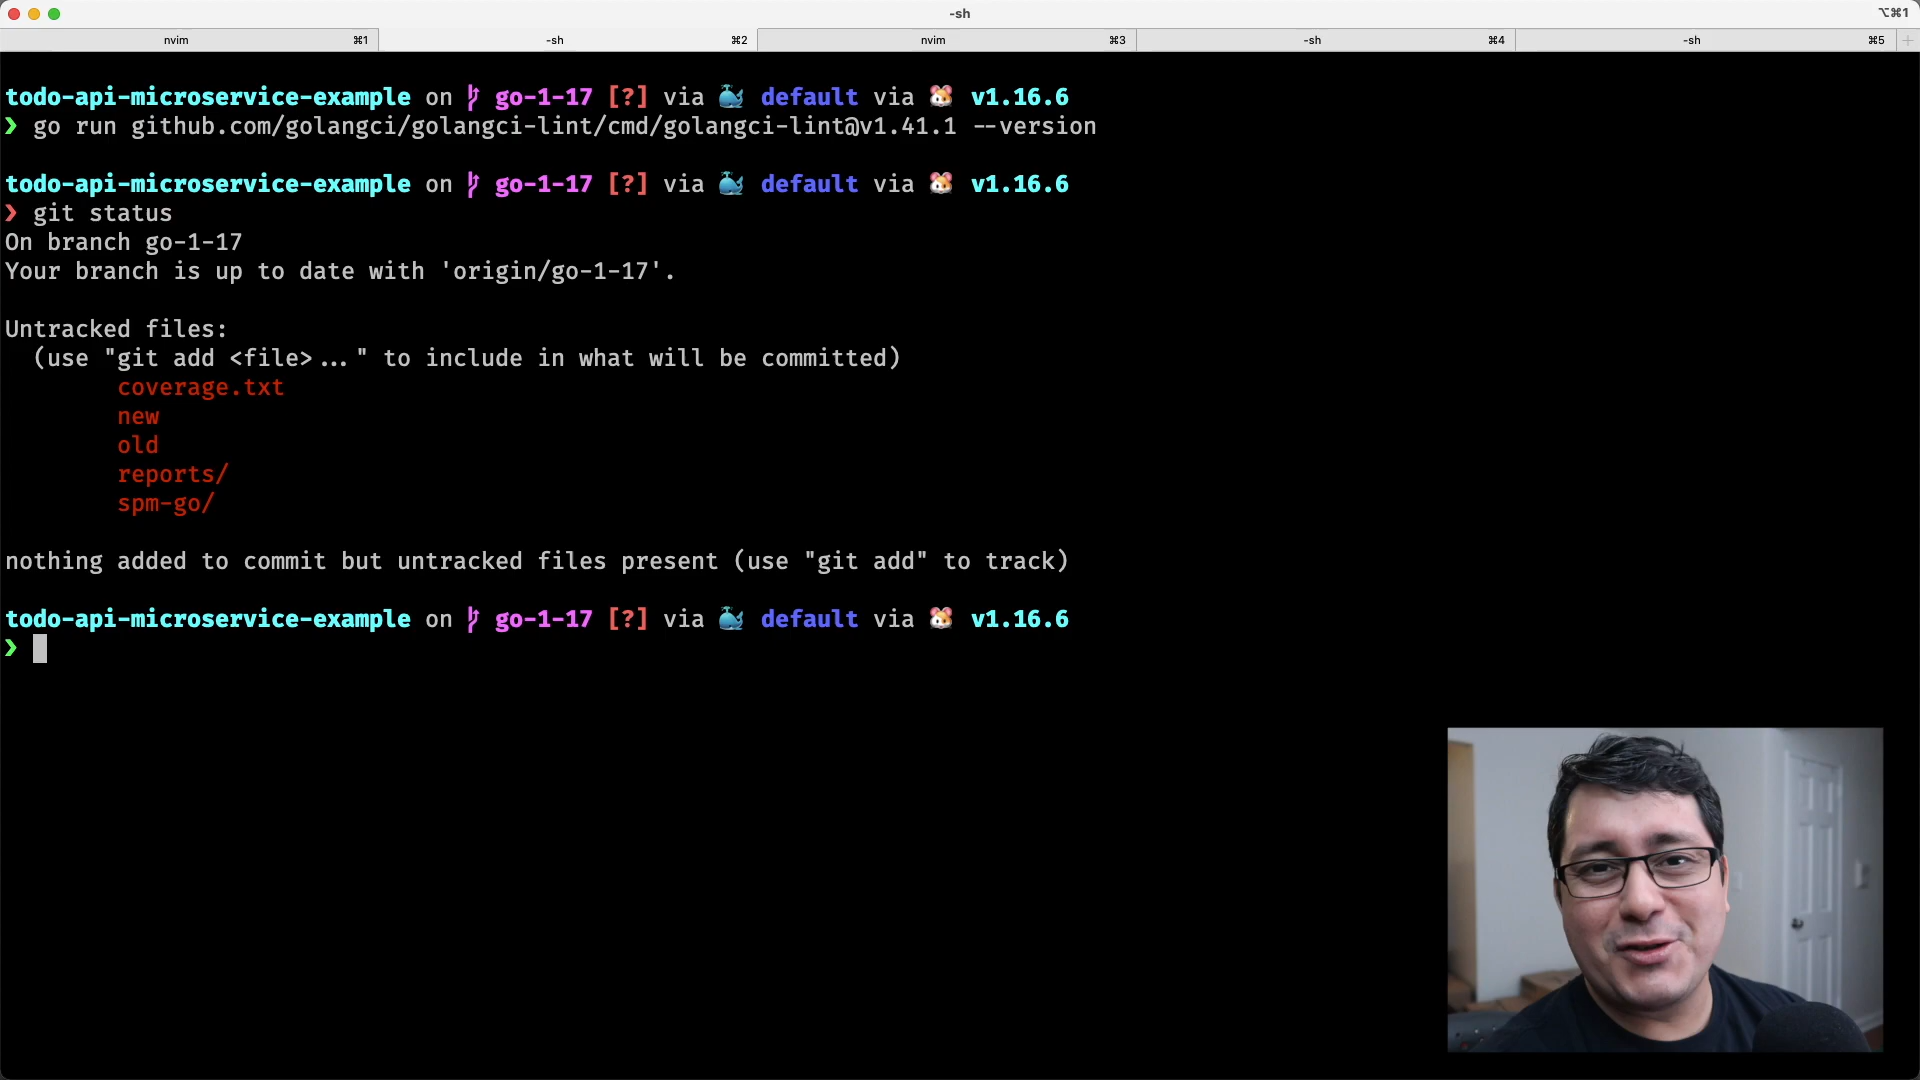 -sh
⌥⌘1
nvim ⌘1 -sh ⌘2 nvim ⌘3 -sh ⌘4 -sh ⌘5
todo-api-microservice-example on go-1-17 [?] via 🐳 default via 🐹 v1.16.6
❯ go run github.com/golangci/golangci-lint/cmd/golangci-lint@v1.41.1 --version
todo-api-microservice-example on go-1-17 [?] via 🐳 default via 🐹 v1.16.6
❯ git status
On branch go-1-17
Your branch is up to date with 'origin/go-1-17'.
Untracked files:
(use "git add <file>..." to include in what will be committed)
coverage.txt
new
old
reports/
spm-go/
nothing added to commit but untracked files present (use "git add" to track)
todo-api-microservice-example on go-1-17 [?] via 🐳 default via 🐹 v1.16.6
❯